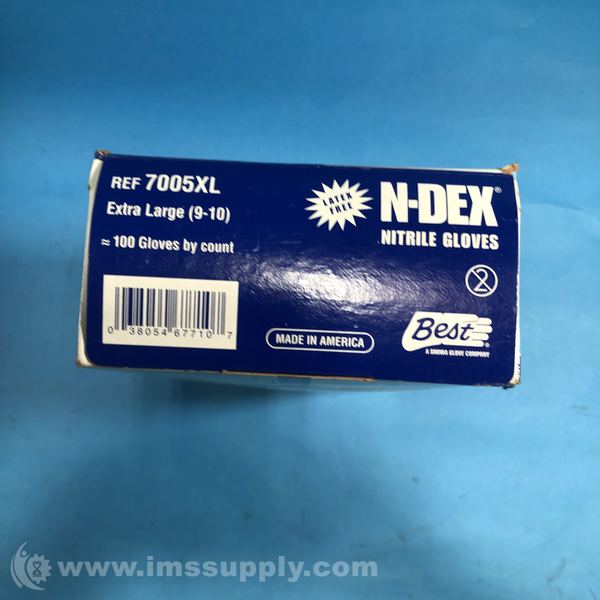 REF 7005XL
Extra Large (9-10)
≈ 100 Gloves by count
0 38054 67710 7
LATEX
FREE
N-DEX®
NITRILE GLOVES
2
MADE IN AMERICA
Best®
A SHOWA GLOVE COMPANY
www.imssupply.com